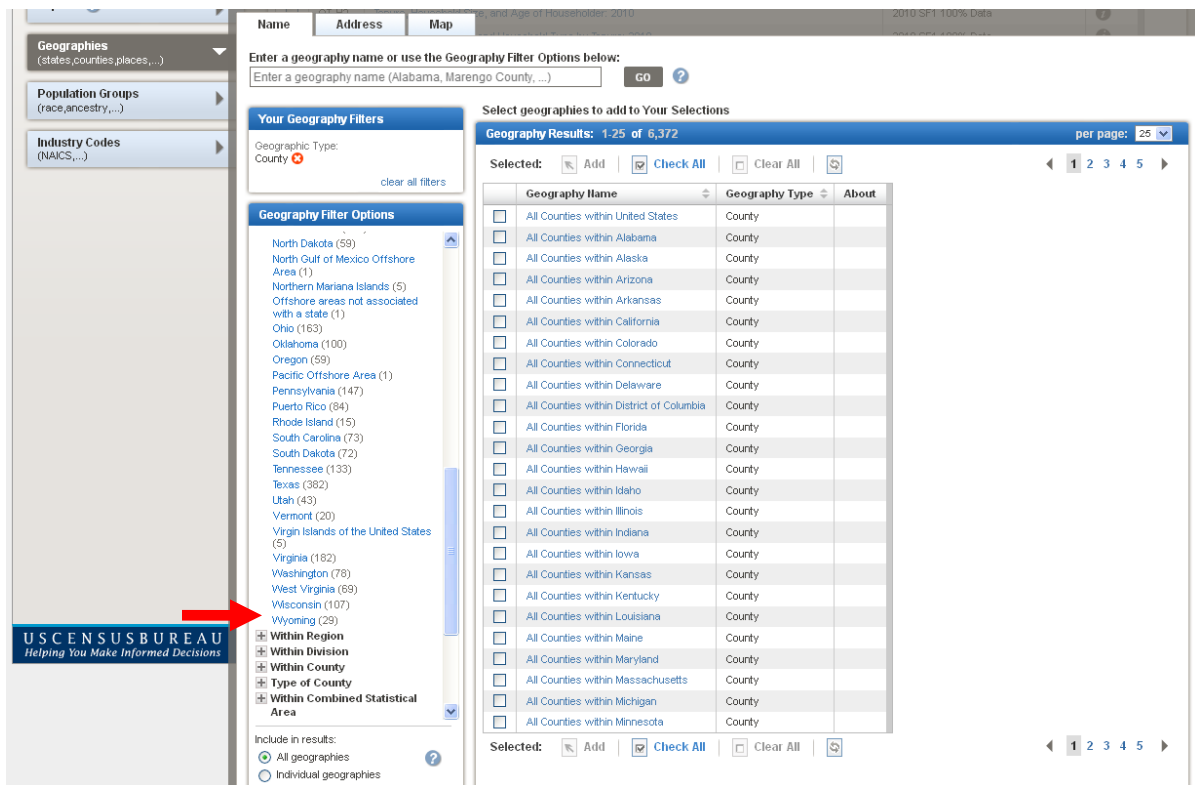 Size, and Age of Householder: 2010 2010 SF1 100% Data
Name Address Map
Geographies
(states,counties,places,...)
Population Groups
(race,ancestry,...)
Industry Codes
(NAICS,...)
USCENSUSBUREAU
Helping You Make Informed Decisions
Enter a geography name or use the Geography Filter Options below:
Enter a geography name (Alabama, Marengo County, ...) GO ?
Your Geography Filters
Geographic Type:
County
clear all filters
Geography Filter Options
North Dakota (59)
North Gulf of Mexico Offshore
Area (1)
Northern Mariana Islands (5)
Offshore areas not associated
with a state (1)
Ohio (163)
Oklahoma (100)
Oregon (59)
Pacific Offshore Area (1)
Pennsylvania (147)
Puerto Rico (84)
Rhode Island (15)
South Carolina (73)
South Dakota (72)
Tennessee (133)
Texas (382)
Utah (43)
Vermont (20)
Virgin Islands of the United States
(5)
Virginia (182)
Washington (78)
West Virginia (69)
Wisconsin (107)
Wyoming (29)
Within Region
Within Division
Within County
Type of County
Within Combined Statistical
Area
Include in results:
All geographies ?
Individual geographies
Select geographies to add to Your Selections
Geography Results: 1-25 of 6,372 per page: 25
Selected: Add Check All Clear All 1 2 3 4 5
Geography Name Geography Type About
All Counties within United States County
All Counties within Alabama County
All Counties within Alaska County
All Counties within Arizona County
All Counties within Arkansas County
All Counties within California County
All Counties within Colorado County
All Counties within Connecticut County
All Counties within Delaware County
All Counties within District of Columbia County
All Counties within Florida County
All Counties within Georgia County
All Counties within Hawaii County
All Counties within Idaho County
All Counties within Illinois County
All Counties within Indiana County
All Counties within Iowa County
All Counties within Kansas County
All Counties within Kentucky County
All Counties within Louisiana County
All Counties within Maine County
All Counties within Maryland County
All Counties within Massachusetts County
All Counties within Michigan County
All Counties within Minnesota County
Selected: Add Check All Clear All 1 2 3 4 5